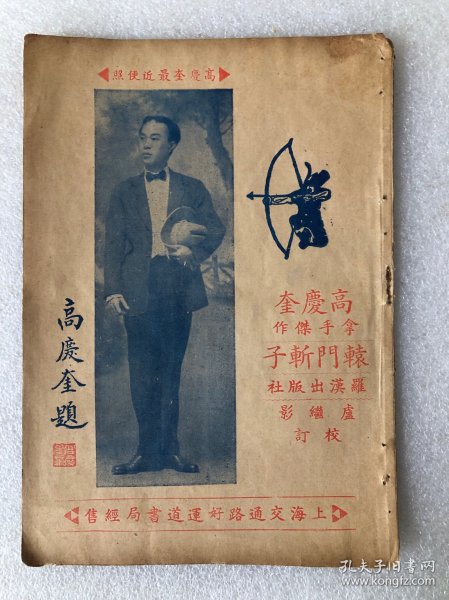 高慶奎最近便照
高慶奎
拿手傑作
轅門斬子
羅漢出版社
盧繼影
校訂
高慶奎題
上海交通路好運道書局經售
孔夫子旧书网
www.kongfz.com